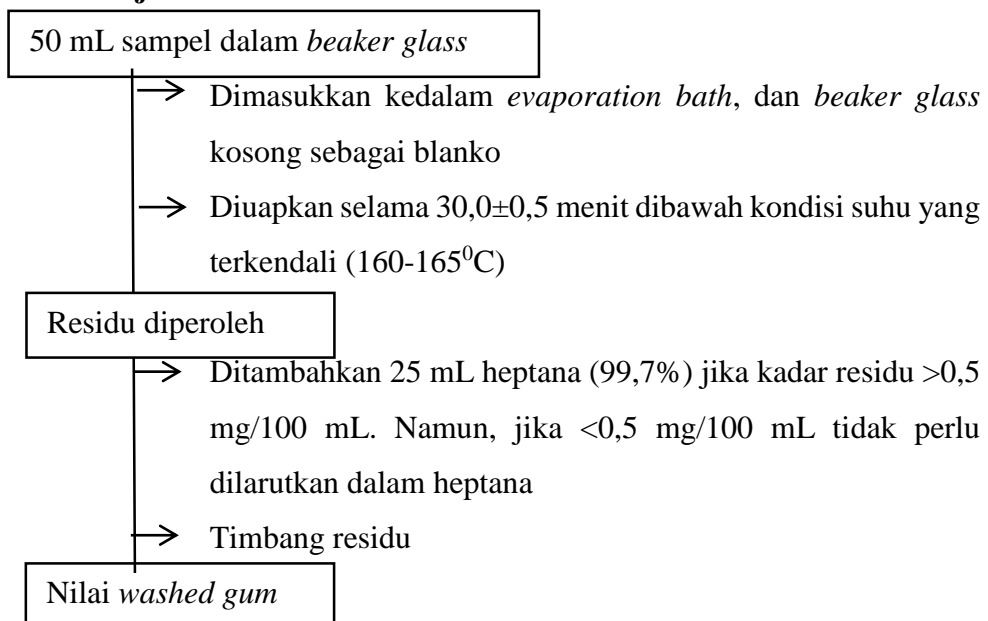 50 mL sampel dalam beaker glass
Dimasukkan kedalam evaporation bath, dan beaker glass
kosong sebagai blanko
Diuapkan selama 30,0±0,5 menit dibawah kondisi suhu yang
terkendali (160-165⁰C)
Residu diperoleh
Ditambahkan 25 mL heptana (99,7%) jika kadar residu >0,5
mg/100 mL. Namun, jika <0,5 mg/100 mL tidak perlu
dilarutkan dalam heptana
Timbang residu
Nilai washed gum